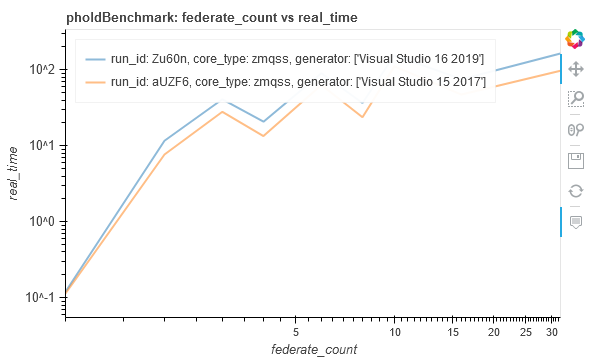 pholdBenchmark: federate_count vs real_time
run_id: Zu60n, core_type: zmqss, generator: ['Visual Studio 16 2019']
run_id: aUZF6, core_type: zmqss, generator: ['Visual Studio 15 2017']
real_time
10^2
10^1
10^0
10^-1
5
10
15
20
25
30
federate_count